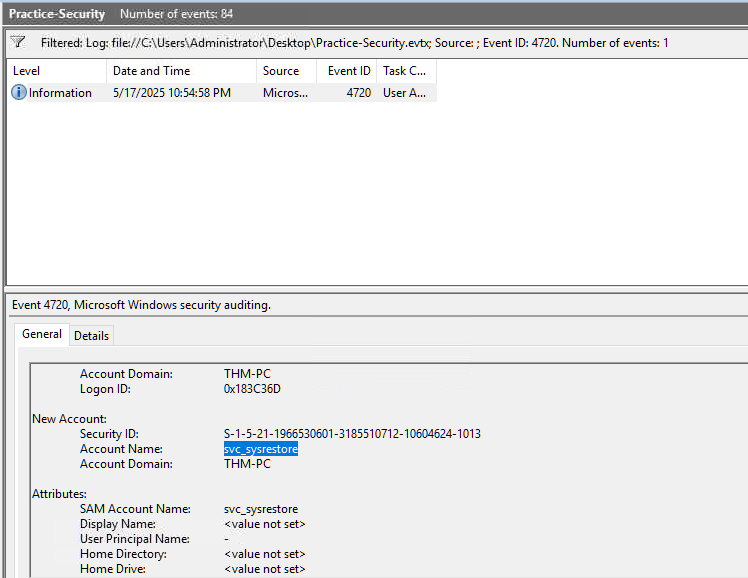 Practice-Security Number of events: 84
Filtered: Log: file://C:\Users\Administrator\Desktop\Practice-Security.evtx; Source: ; Event ID: 4720. Number of events: 1
Level Date and Time Source Event ID Task C...
Information 5/17/2025 10:54:58 PM Micros... 4720 User A...
Event 4720, Microsoft Windows security auditing.
General Details
Account Domain: THM-PC
Logon ID: 0x183C36D
New Account:
Security ID: S-1-5-21-1966530601-3185510712-10604624-1013
Account Name: svc_sysrestore
Account Domain: THM-PC
Attributes:
SAM Account Name: svc_sysrestore
Display Name: <value not set>
User Principal Name: -
Home Directory: <value not set>
Home Drive: <value not set>